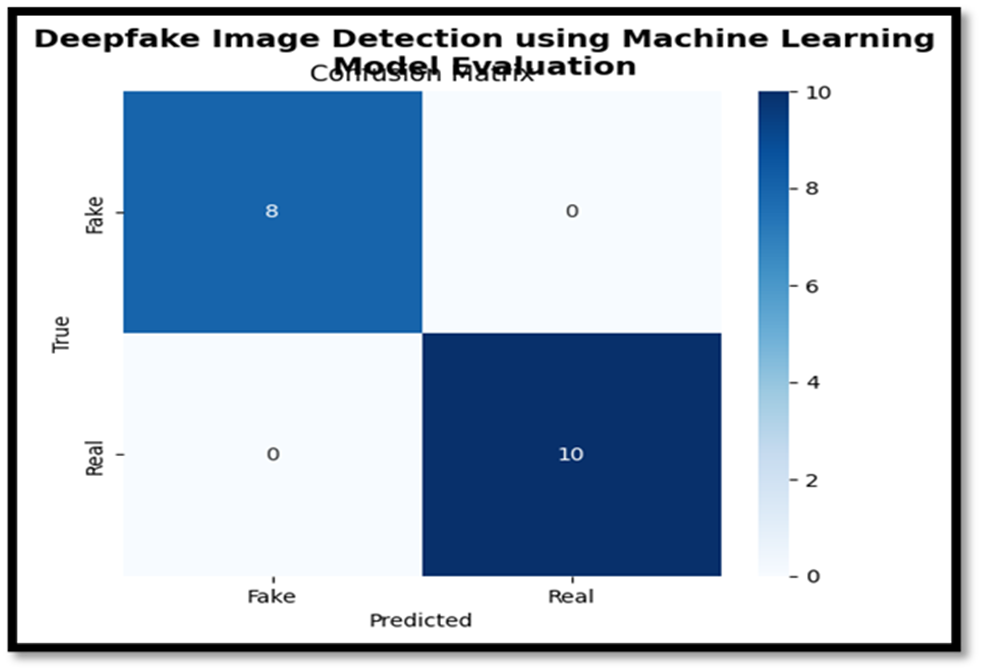 Deepfake Image Detection using Machine Learning
Model Evaluation
Confusion Matrix
10
8
6
4
2
0
Fake
8
0
True
Real
0
10
Fake
Real
Predicted